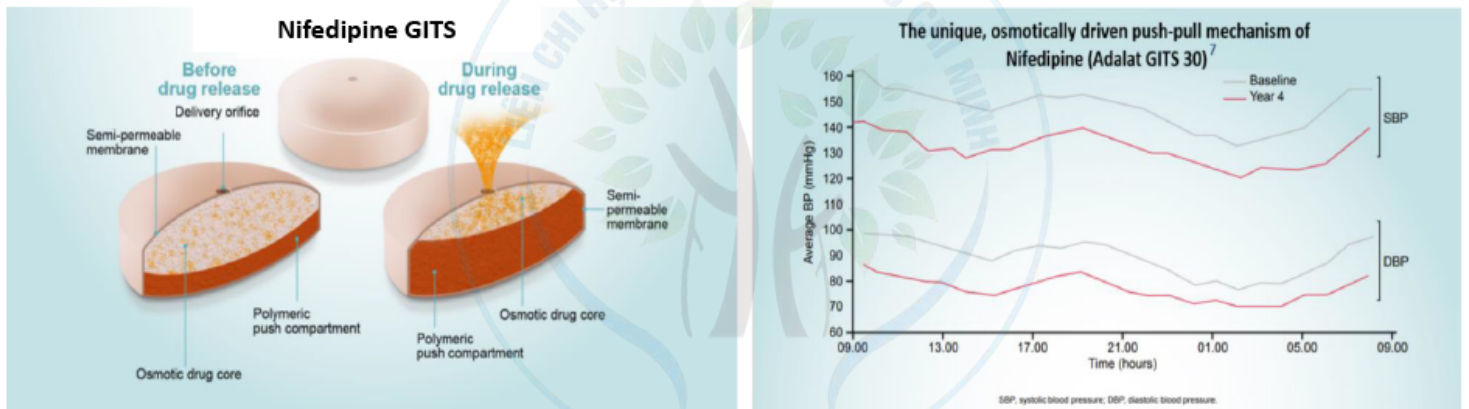 Nifedipine GITS
Before
drug release
During
drug release
Delivery orifice
Semi-permeable
membrane
Semi-
permeable
membrane
Polymeric
push compartment
Osmotic drug core
Osmotic drug core
Polymeric
push compartment
The unique, osmotically driven push-pull mechanism of
Nifedipine (Adalat GITS 30)7
Baseline
Year 4
SBP
DBP
Average BP (mmHg)
160
150
140
130
120
100
90
80
70
60
09.00
13.00
17.00
21.00
01.00
05.00
09.00
Time (hours)
SBP, systolic blood pressure; DBP, diastolic blood pressure.
CHI MINH